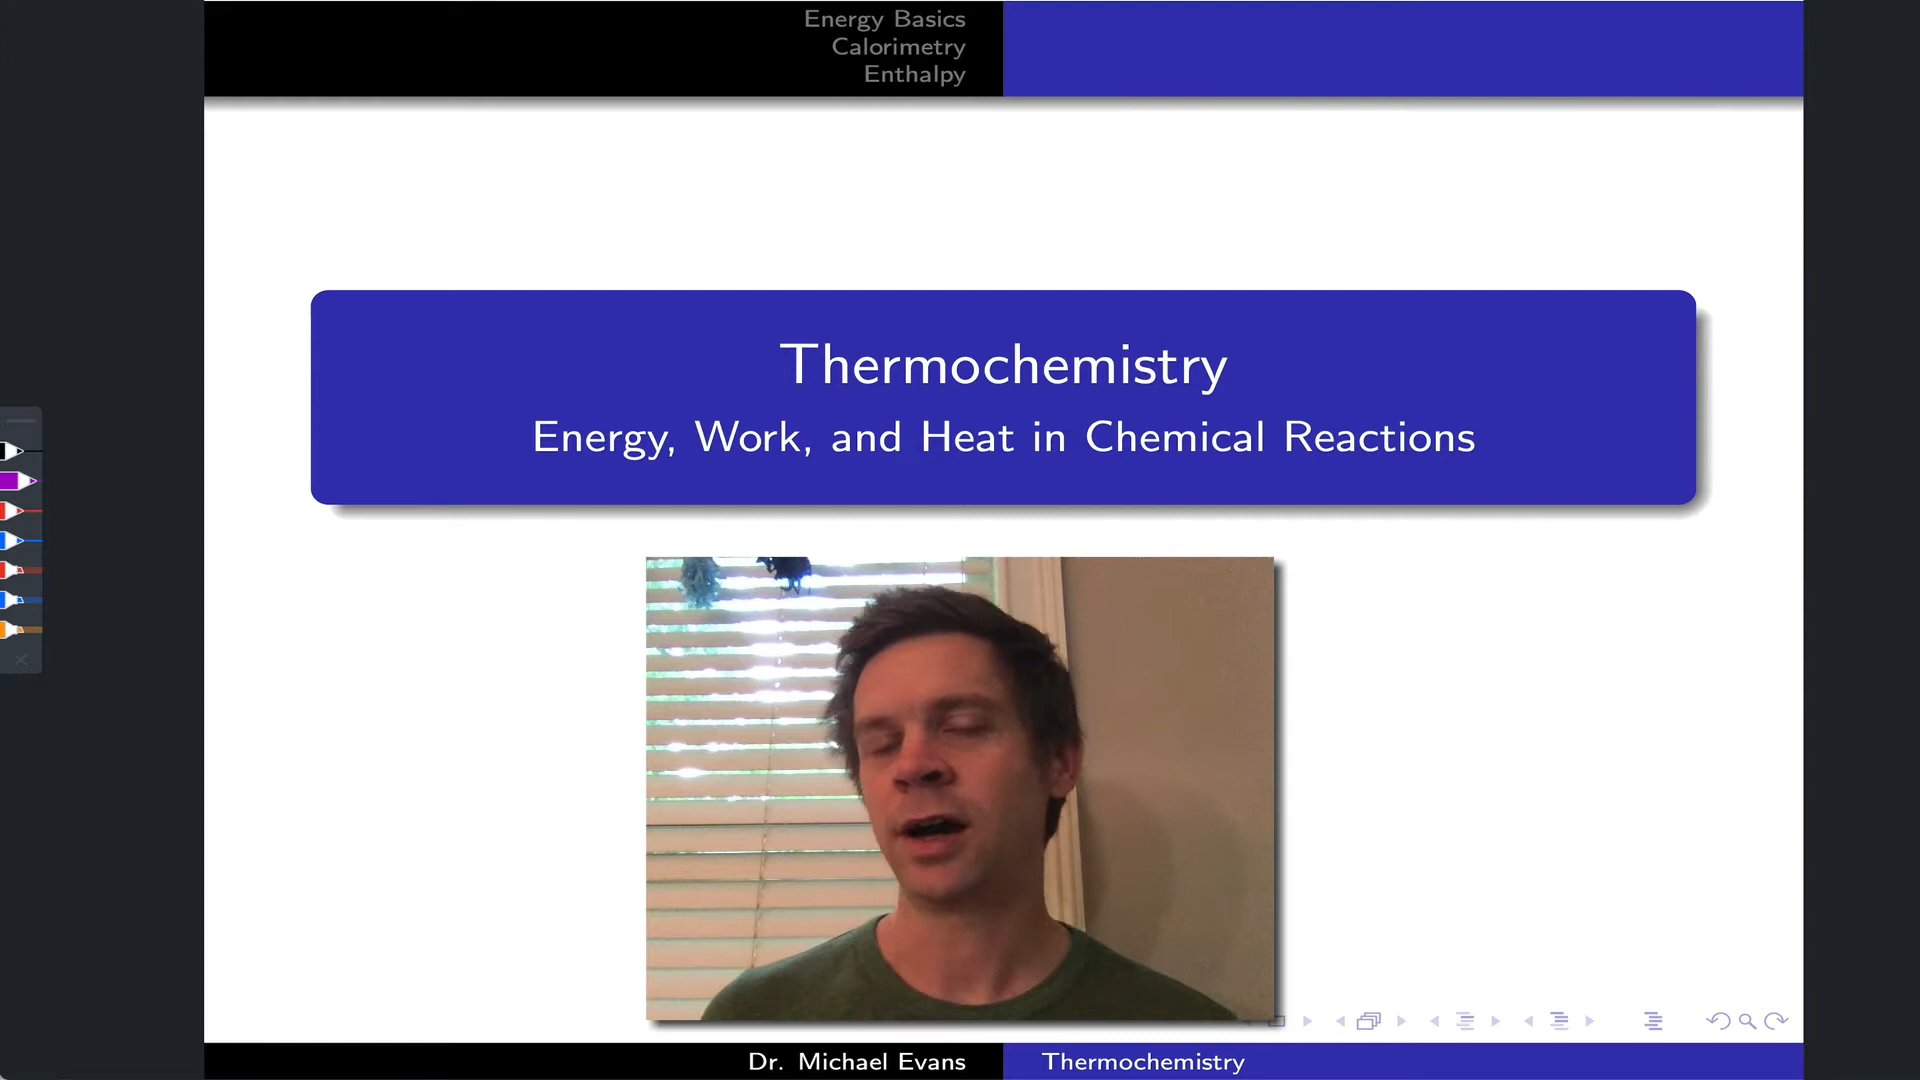 Energy Basics
Calorimetry
Enthalpy
Thermochemistry
Energy, Work, and Heat in Chemical Reactions
Dr. Michael Evans
Thermochemistry